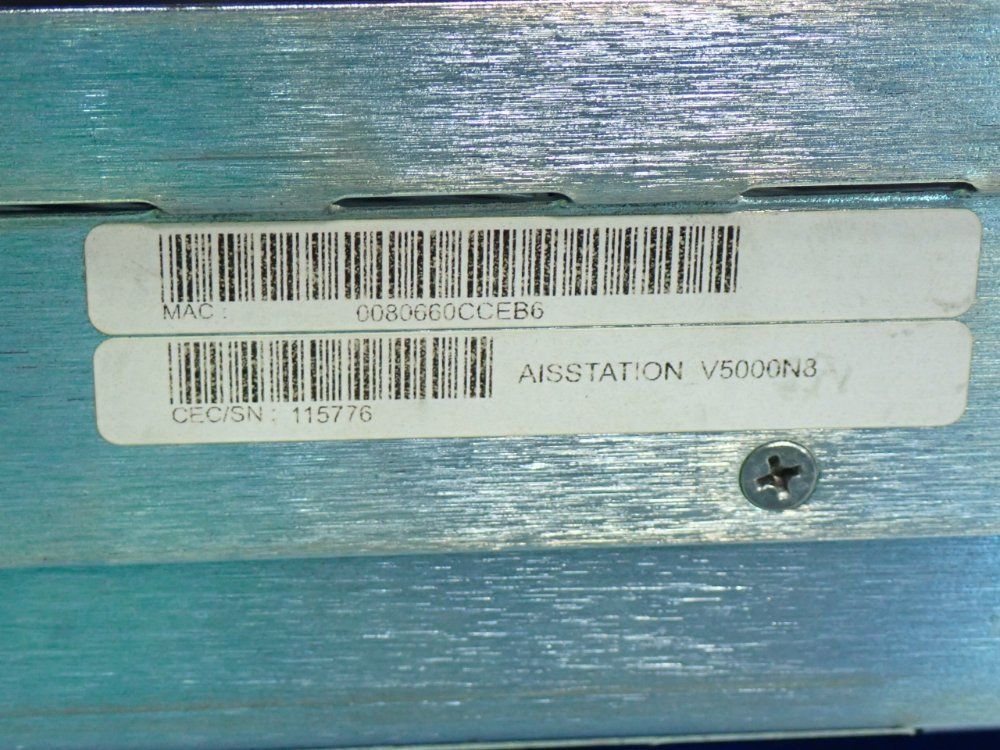 MAC : 0080660CCEB6
AISSTATION V5000N8
CEC/SN : 115776